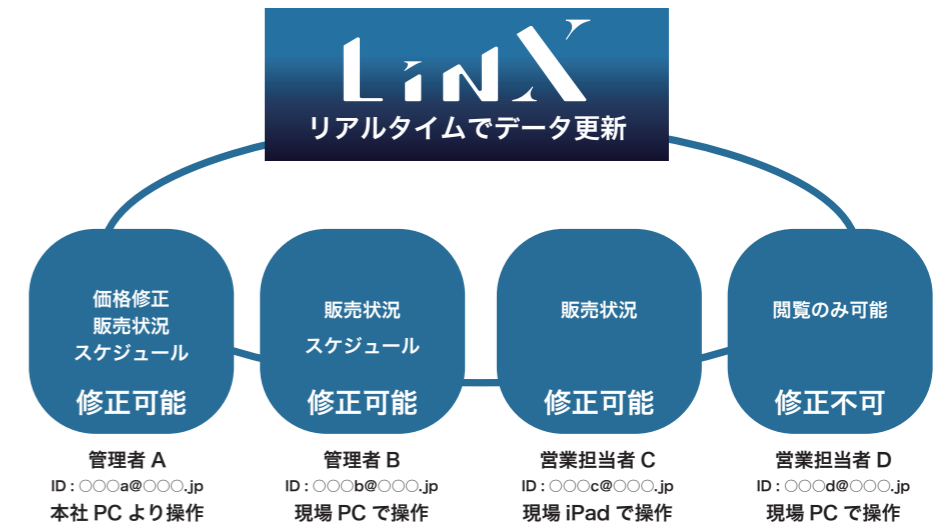 LinX
リアルタイムでデータ更新
価格修正
販売状況
スケジュール
修正可能
管理者 A
ID : ○○○a@○○○.jp
本社 PC より操作
販売状況
スケジュール
修正可能
管理者 B
ID : ○○○b@○○○.jp
現場 PC で操作
販売状況
修正可能
営業担当者 C
ID : ○○○c@○○○.jp
現場 iPad で操作
閲覧のみ可能
修正不可
営業担当者 D
ID : ○○○d@○○○.jp
現場 PC で操作